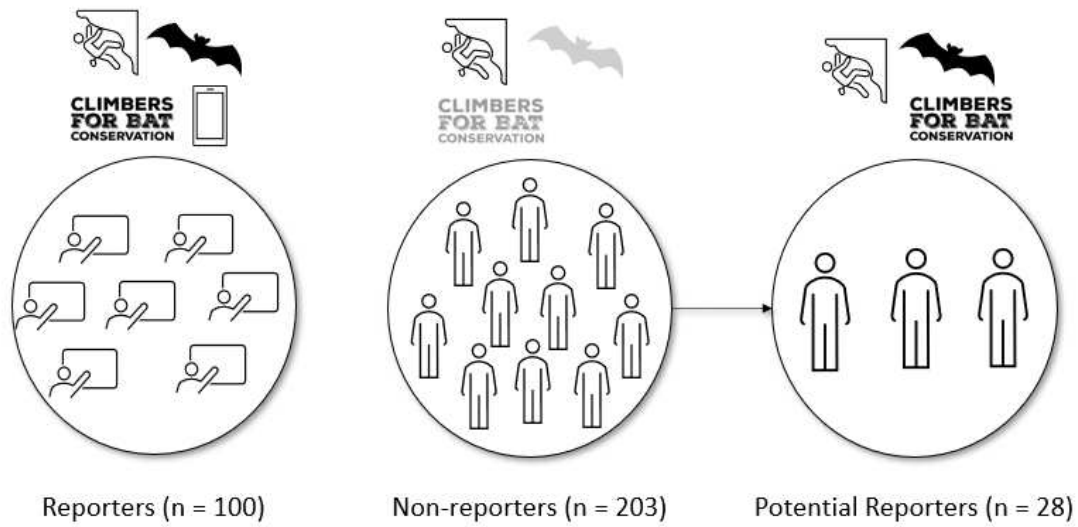 CLIMBERS
FOR BAT
CONSERVATION
CLIMBERS
FOR BAT
CONSERVATION
CLIMBERS
FOR BAT
CONSERVATION
Reporters (n = 100)
Non-reporters (n = 203)
Potential Reporters (n = 28)